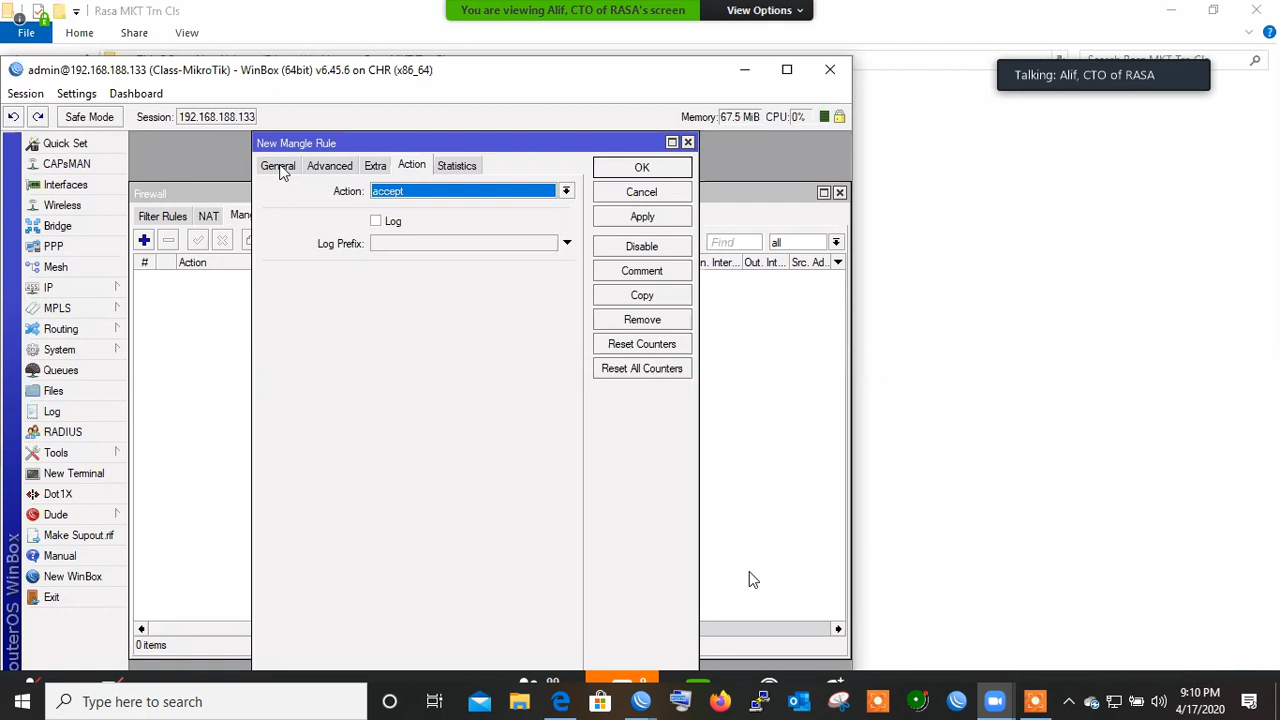 Rasa MKT Trn Cls
You are viewing Alif, CTO of RASA's screen
View Options
File
Home
Share
View
Talking: Alif, CTO of RASA
admin@192.168.188.133 (Class-MikroTik) - WinBox (64bit) v6.45.6 on CHR (x86_64)
Session
Settings
Dashboard
Safe Mode
Session:
192.168.188.133
Memory:
67.5 MiB
CPU:
0%
Quick Set
CAPsMAN
Interfaces
Wireless
Bridge
PPP
Mesh
IP
MPLS
Routing
System
Queues
Files
Log
RADIUS
Tools
New Terminal
Dot1X
Dude
Make Supout.rif
Manual
New WinBox
Exit
outerOS WinBox
Firewall
Filter Rules
NAT
Man
#
Action
Find
all
n. Inter...
Out. Int...
Src. Ad...
0 items
New Mangle Rule
General
Advanced
Extra
Action
Statistics
Action:
accept
Log
Log Prefix:
OK
Cancel
Apply
Disable
Comment
Copy
Remove
Reset Counters
Reset All Counters
Type here to search
9:10 PM
4/17/2020